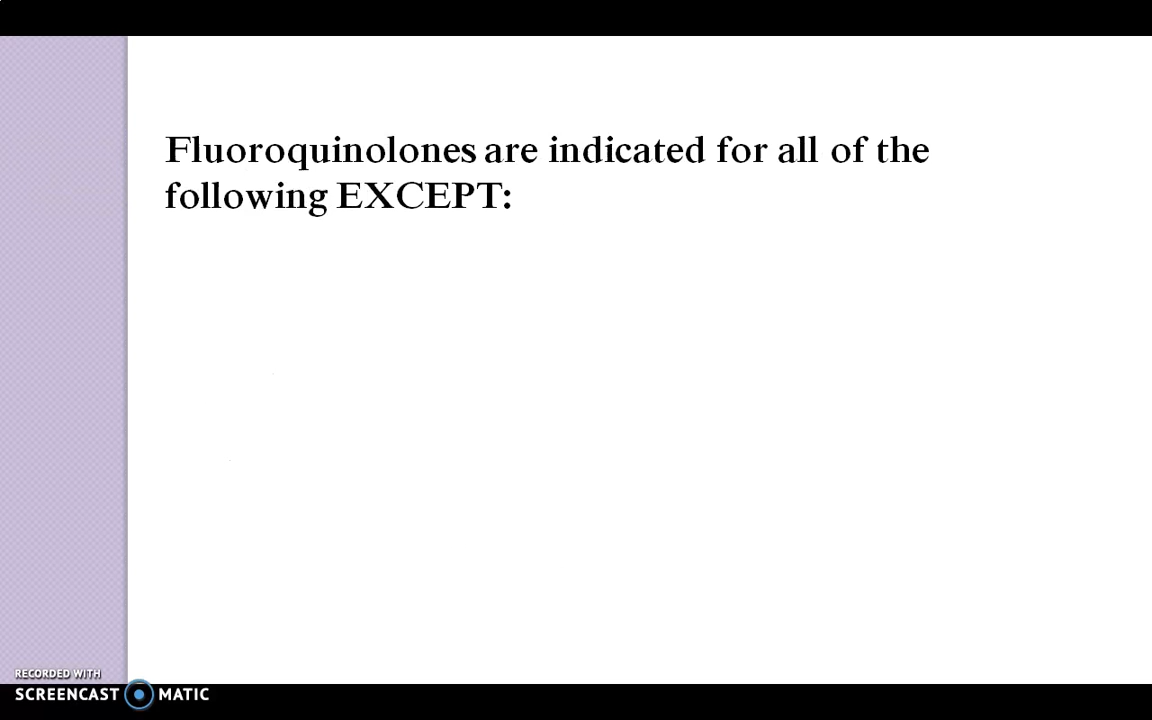 Fluoroquinolones are indicated for all of the
following EXCEPT:
RECORDED WITH
SCREENCAST MATIC